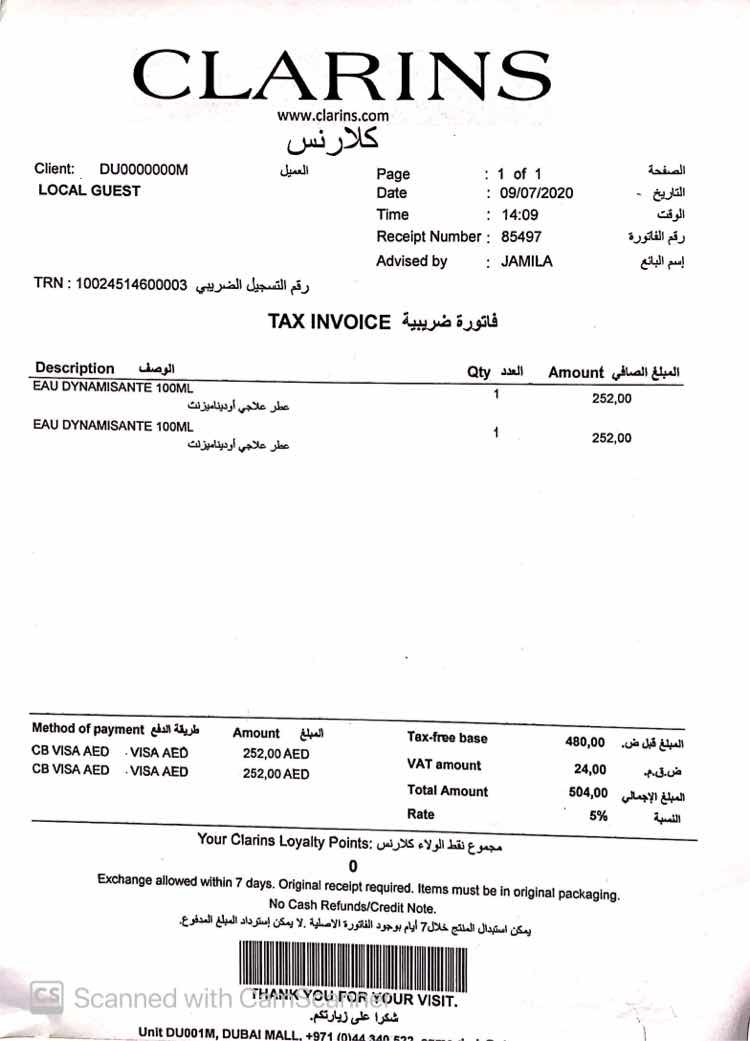 CLARINS
www.clarins.com
كلارنس
Client: DU0000000M العميل
LOCAL GUEST
Page : 1 of 1 الصفحة
Date : 09/07/2020 - التاريخ
Time : 14:09 الوقت
Receipt Number : 85497 رقم الفاتورة
Advised by : JAMILA إسم البائع
TRN : 10024514600003 رقم التسجيل الضريبي
TAX INVOICE فاتورة ضريبية
Description الوصف Qty العدد Amount المبلغ الصافي
EAU DYNAMISANTE 100ML 1 252,00
عطر علاجي أوديناميزنت
EAU DYNAMISANTE 100ML 1 252,00
عطر علاجي أوديناميزنت
Method of payment طريقة الدفع Amount المبلغ
CB VISA AED . VISA AED 252,00 AED
CB VISA AED . VISA AED 252,00 AED
Tax-free base 480,00 المبلغ قبل ض.
VAT amount 24,00 ض.ق.م.
Total Amount 504,00 المبلغ الإجمالي
Rate 5% النسبة
Your Clarins Loyalty Points: مجموع نقط الولاء كلارنس
0
Exchange allowed within 7 days. Original receipt required. Items must be in original packaging.
No Cash Refunds/Credit Note.
يمكن استبدال المنتج خلال7 أيام بوجود الفاتورة الاصلية .لا يمكن إسترداد المبلغ المدفوع.
THANK YOU FOR YOUR VISIT.
شكرا على زيارتكم.
Unit DU001M, DUBAI MALL, +971 (0)44 340 522,
CS Scanned with CamScanner